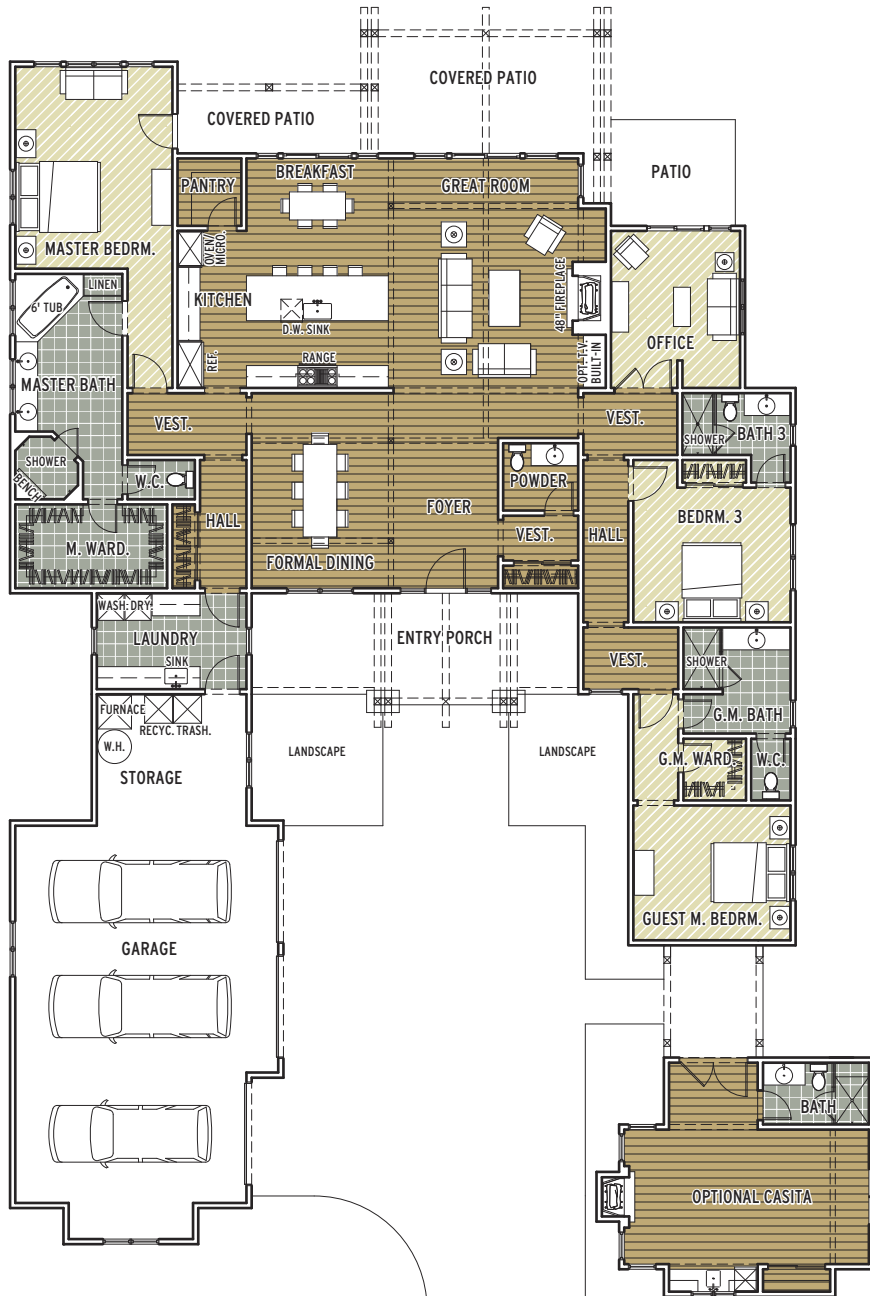 COVERED PATIO
COVERED PATIO
BREAKFAST
GREAT ROOM
PANTRY
PATIO
MASTER BEDRM.
OVEN/
MICRO.
LINEN
6' TUB
KITCHEN
D.W. SINK
48" FIREPLACE
OFFICE
RANGE
REF.
OPT. T.V.
BUILT-IN
MASTER BATH
VEST.
VEST.
SHOWER
BATH 3
SHOWER
BENCH
W.C.
POWDER
BEDRM. 3
HALL
FOYER
VEST.
HALL
M. WARD.
FORMAL DINING
WASH.
DRY.
LAUNDRY
ENTRY PORCH
SINK
VEST.
SHOWER
FURNACE
RECYC. TRASH.
G.M. BATH
W.H.
LANDSCAPE
LANDSCAPE
G.M. WARD.
W.C.
STORAGE
GUEST M. BEDRM.
GARAGE
BATH
OPTIONAL CASITA